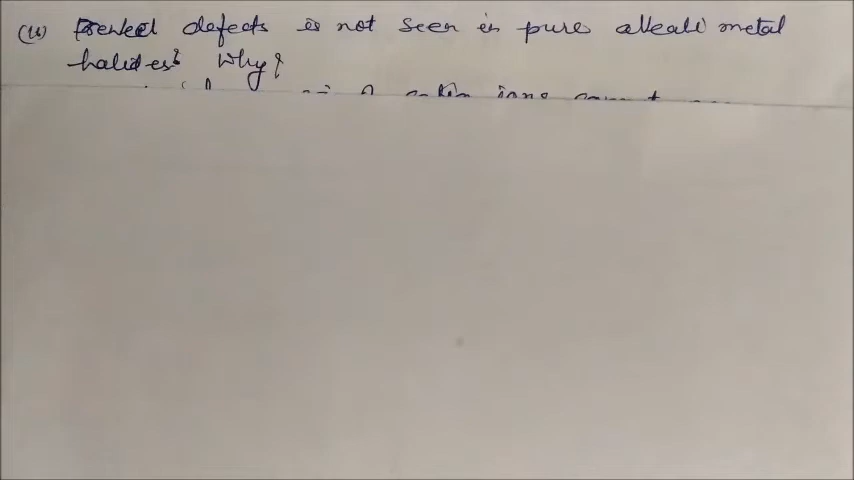 (ii) Frenkel defects is not seen in pure alkali metal
halides? Why?